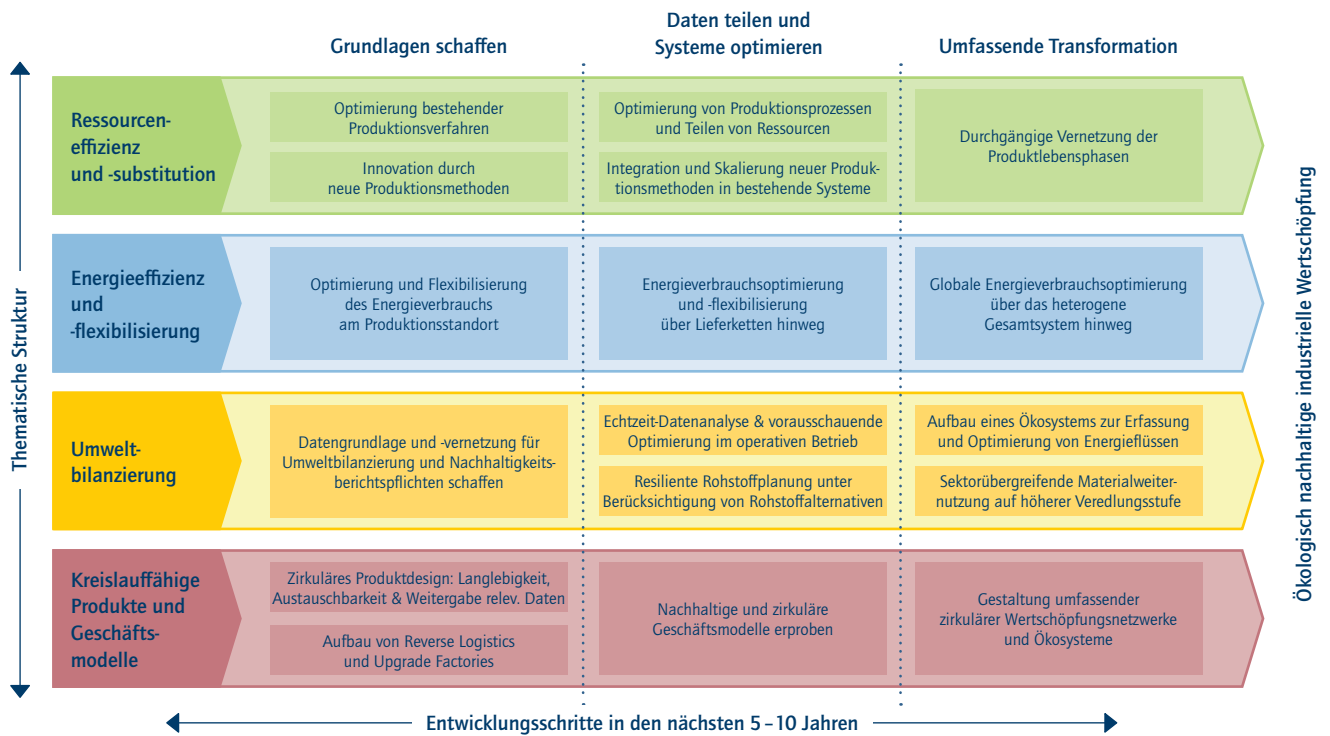 Grundlagen schaffen
Daten teilen und
Systeme optimieren
Umfassende Transformation
Thematische Struktur
Ressourcen-
effizienz
und -substitution
Optimierung bestehender
Produktionsverfahren
Innovation durch
neue Produktionsmethoden
Optimierung von Produktionsprozessen
und Teilen von Ressourcen
Integration und Skalierung neuer Produk-
tionsmethoden in bestehende Systeme
Durchgängige Vernetzung der
Produktlebensphasen
Energieeffizienz
und
-flexibilisierung
Optimierung und Flexibilisierung
des Energieverbrauchs
am Produktionsstandort
Energieverbrauchsoptimierung
und -flexibilisierung
über Lieferketten hinweg
Globale Energieverbrauchsoptimierung
über das heterogene
Gesamtsystem hinweg
Umwelt-
bilanzierung
Datengrundlage und -vernetzung für
Umweltbilanzierung und Nachhaltigkeits-
berichtspflichten schaffen
Echtzeit-Datenanalyse & vorausschauende
Optimierung im operativen Betrieb
Resiliente Rohstoffplanung unter
Berücksichtigung von Rohstoffalternativen
Aufbau eines Ökosystems zur Erfassung
und Optimierung von Energieflüssen
Sektorübergreifende Materialweiter-
nutzung auf höherer Veredlungsstufe
Kreislauffähige
Produkte und
Geschäfts-
modelle
Zirkuläres Produktdesign: Langlebigkeit,
Austauschbarkeit & Weitergabe relev. Daten
Aufbau von Reverse Logistics
und Upgrade Factories
Nachhaltige und zirkuläre
Geschäftsmodelle erproben
Gestaltung umfassender
zirkulärer Wertschöpfungsnetzwerke
und Ökosysteme
Ökologisch nachhaltige industrielle Wertschöpfung
Entwicklungsschritte in den nächsten 5–10 Jahren